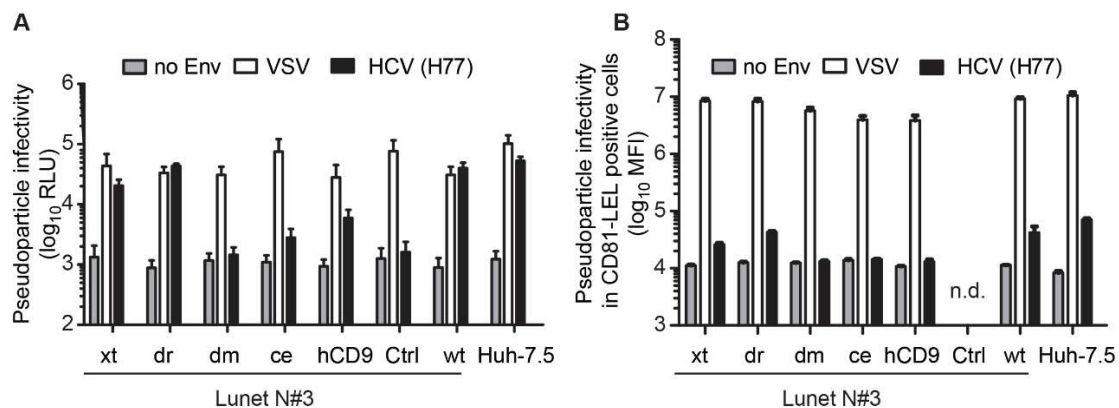 A
no Env VSV HCV (H77)
Pseudoparticle infectivity
(log10 RLU)
6
5
4
3
2
xt dr dm ce hCD9 Ctrl wt Huh-7.5
Lunet N#3
B
no Env VSV HCV (H77)
Pseudoparticle infectivity
in CD81-LEL positive cells
(log10 MFI)
8
7
6
5
4
3
n.d.
xt dr dm ce hCD9 Ctrl wt Huh-7.5
Lunet N#3